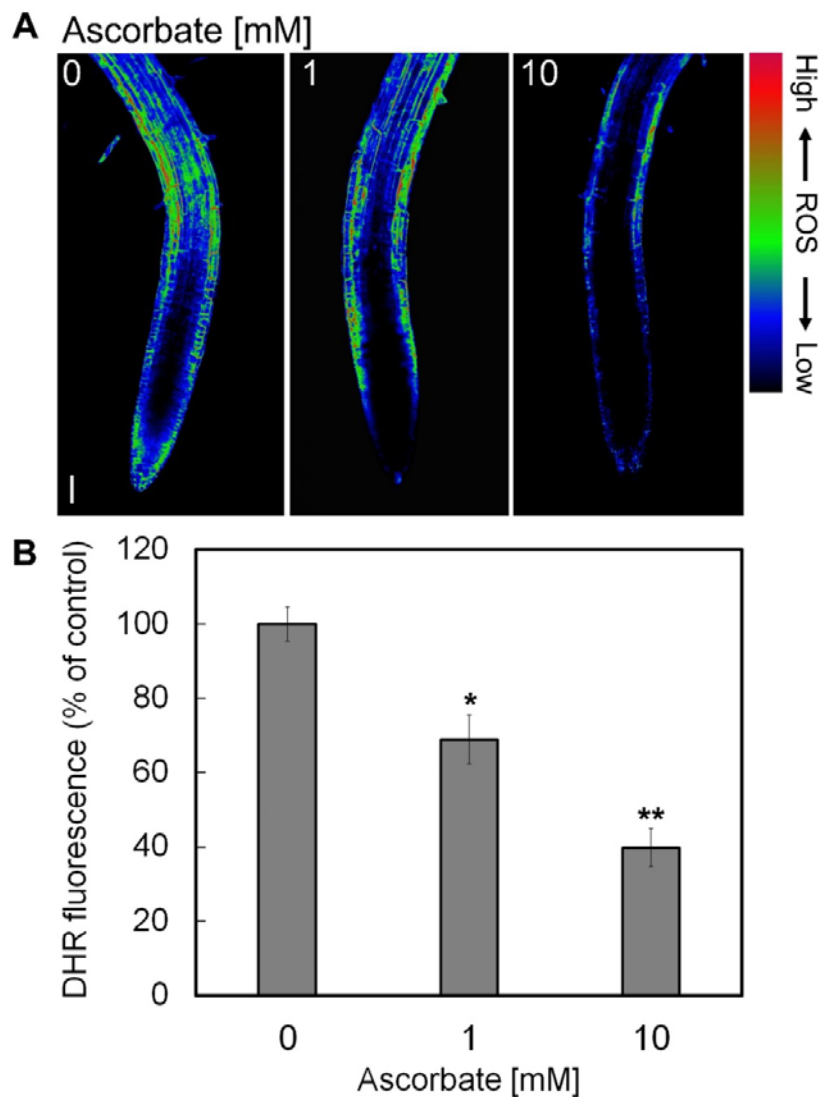 A
Ascorbate [mM]
0
1
10
High
ROS
Low
B
DHR fluorescence (% of control)
120
100
80
60
40
20
0
*
**
0
1
10
Ascorbate [mM]